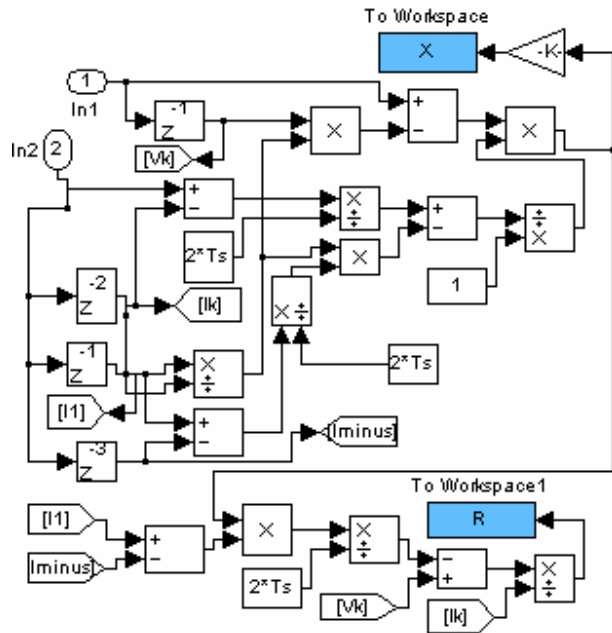 To Workspace
X
-K-
1
In1
-1
Z
+
−
×
×
[Vk]
In2
2
+
−
×
÷
+
−
÷
×
2*Ts
×
1
-2
Z
[Ik]
× ÷
-1
Z
×
÷
2*Ts
[I1]
+
−
[Iminus]
-3
Z
To Workspace1
R
[I1]
+
−
×
×
÷
−
+
×
÷
Iminus]
2*Ts
[Vk]
[Ik]